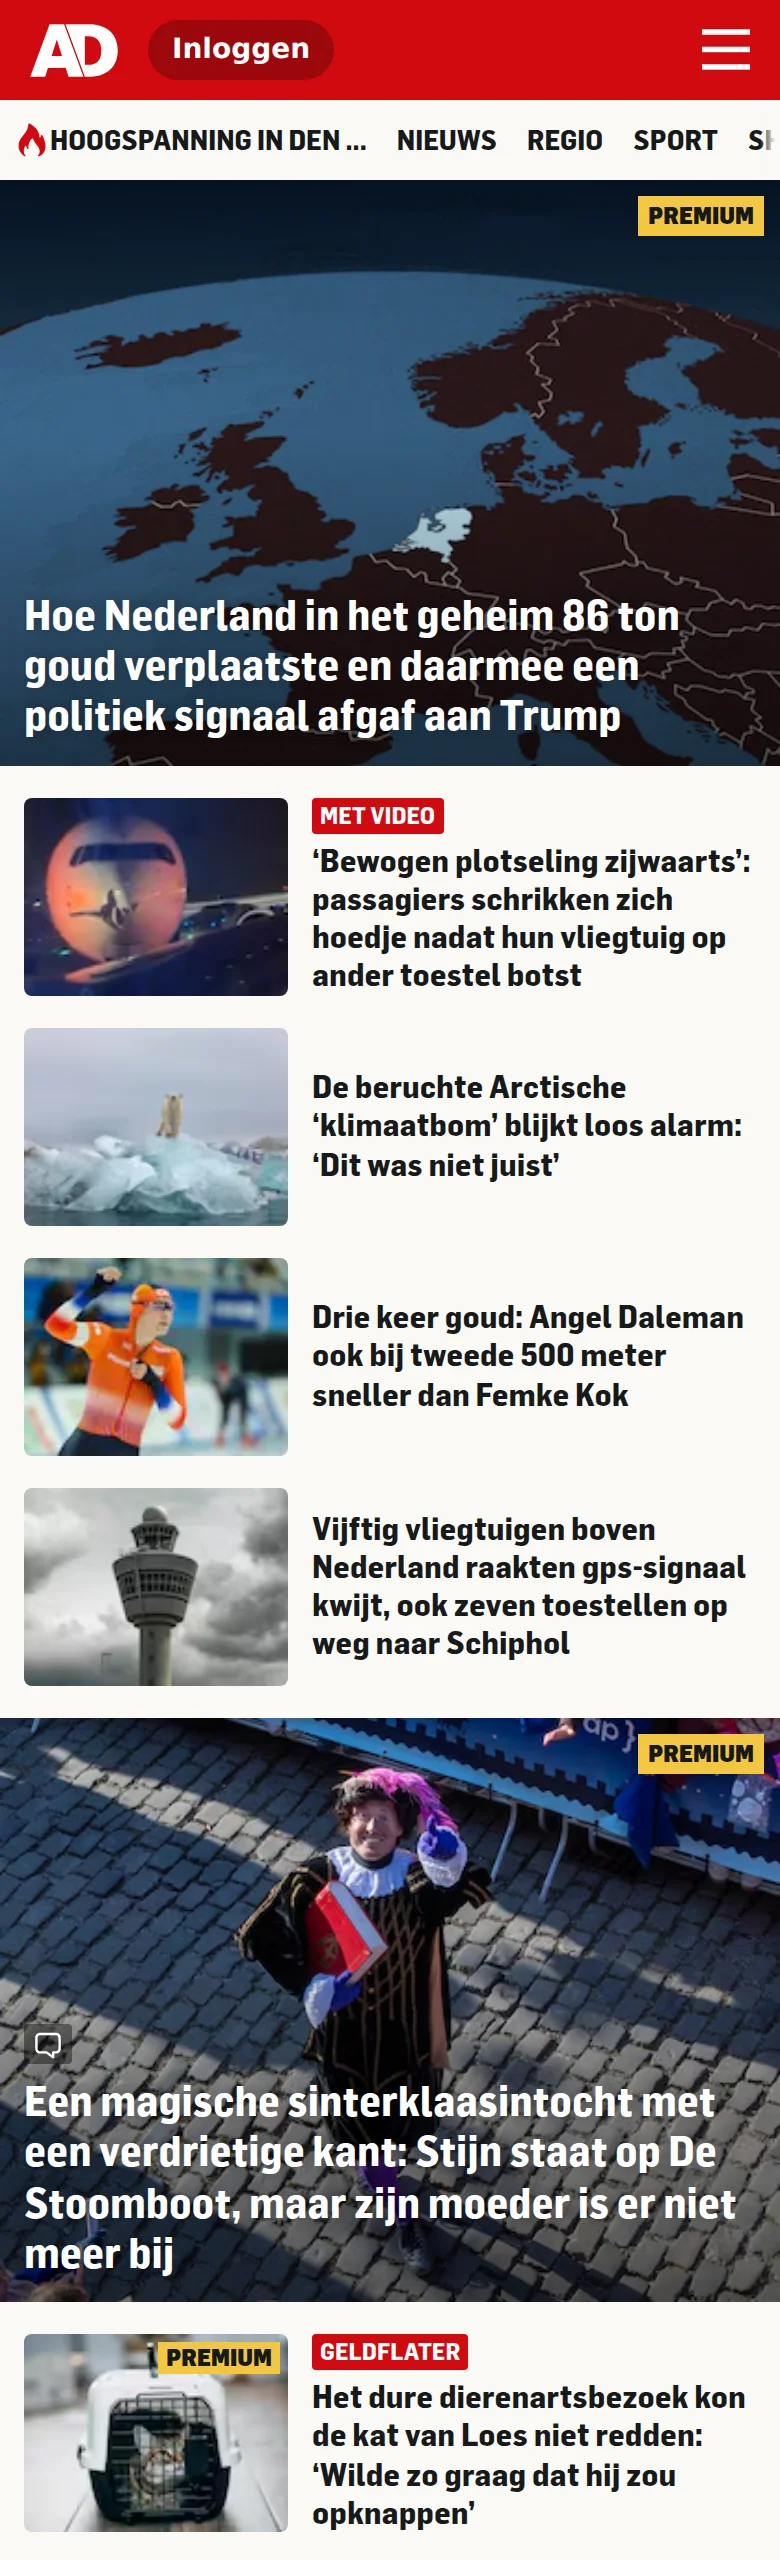 AD
Inloggen
HOOGSPANNING IN DEN ...
NIEUWS
REGIO
SPORT
PREMIUM
Hoe Nederland in het geheim 86 ton
goud verplaatste en daarmee een
politiek signaal afgaf aan Trump
MET VIDEO
‘Bewogen plotseling zijwaarts’:
passagiers schrikken zich
hoedje nadat hun vliegtuig op
ander toestel botst
De beruchte Arctische
‘klimaatbom’ blijkt loos alarm:
‘Dit was niet juist’
Drie keer goud: Angel Daleman
ook bij tweede 500 meter
sneller dan Femke Kok
Vijftig vliegtuigen boven
Nederland raakten gps-signaal
kwijt, ook zeven toestellen op
weg naar Schiphol
PREMIUM
Een magische sinterklaasintocht met
een verdrietige kant: Stijn staat op De
Stoomboot, maar zijn moeder is er niet
meer bij
PREMIUM
GELDFLATER
Het dure dierenartsbezoek kon
de kat van Loes niet redden:
‘Wilde zo graag dat hij zou
opknappen’